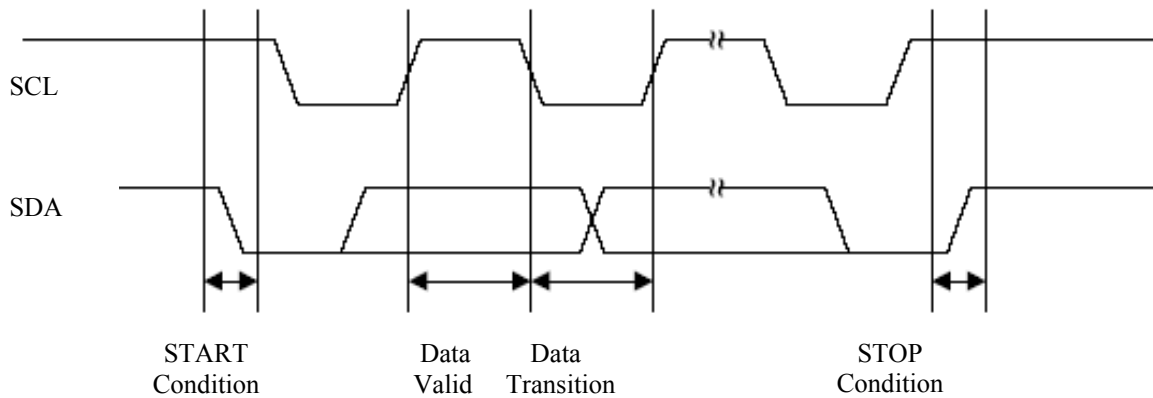 SCL
SDA
START
Condition
Data
Valid
Data
Transition
STOP
Condition